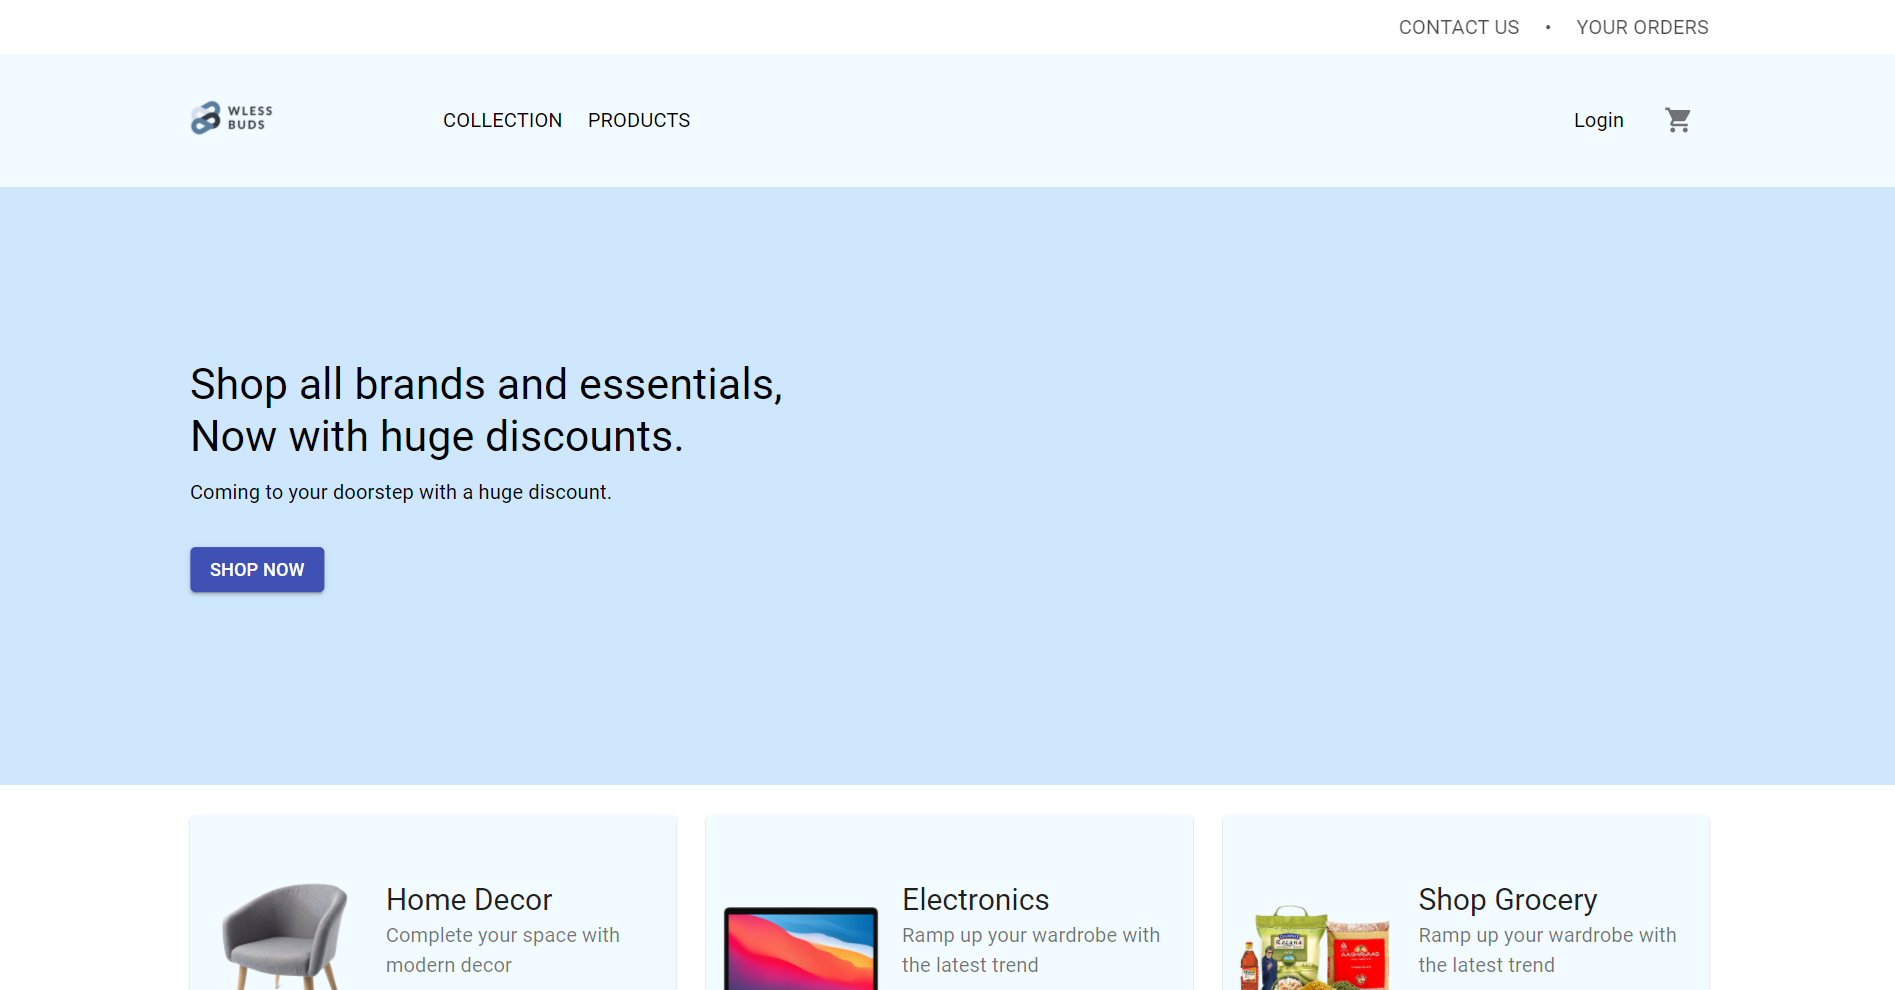 CONTACT US • YOUR ORDERS
WLESS
BUDS
COLLECTION PRODUCTS Login
Shop all brands and essentials,
Now with huge discounts.
Coming to your doorstep with a huge discount.
SHOP NOW
Home Decor
Complete your space with
modern decor
Electronics
Ramp up your wardrobe with
the latest trend
Shop Grocery
Ramp up your wardrobe with
the latest trend
Rozana
AASHIRVAAD